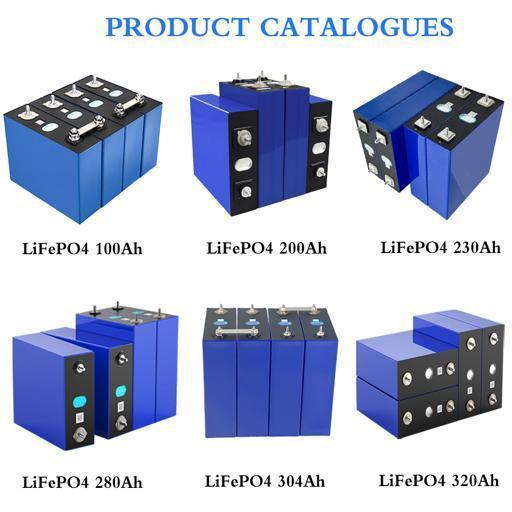 PRODUCT CATALOGUES
LiFePO4 100Ah
LiFePO4 200Ah
LiFePO4 230Ah
LiFePO4 280Ah
LiFePO4 304Ah
LiFePO4 320Ah